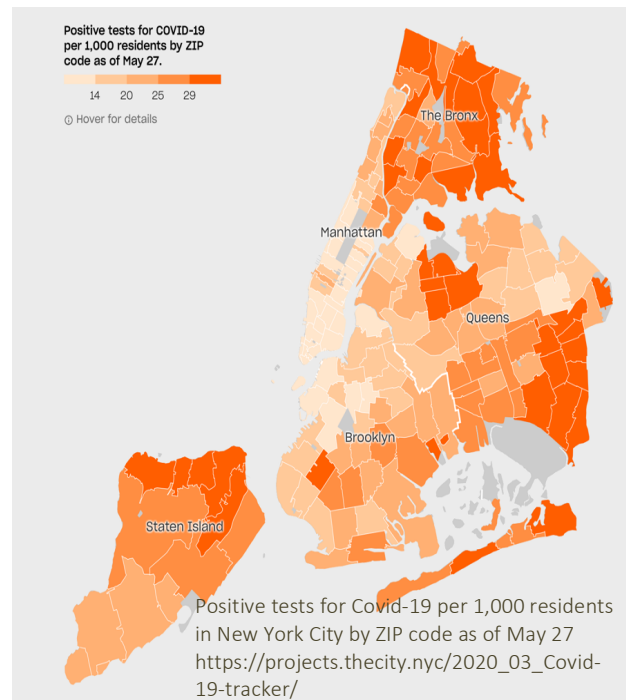 Positive tests for COVID-19
per 1,000 residents by ZIP
code as of May 27.
14 20 25 29
Hover for details
The Bronx
Manhattan
Queens
Brooklyn
Staten Island
Positive tests for Covid-19 per 1,000 residents
in New York City by ZIP code as of May 27
https://projects.thecity.nyc/2020_03_Covid-
19-tracker/